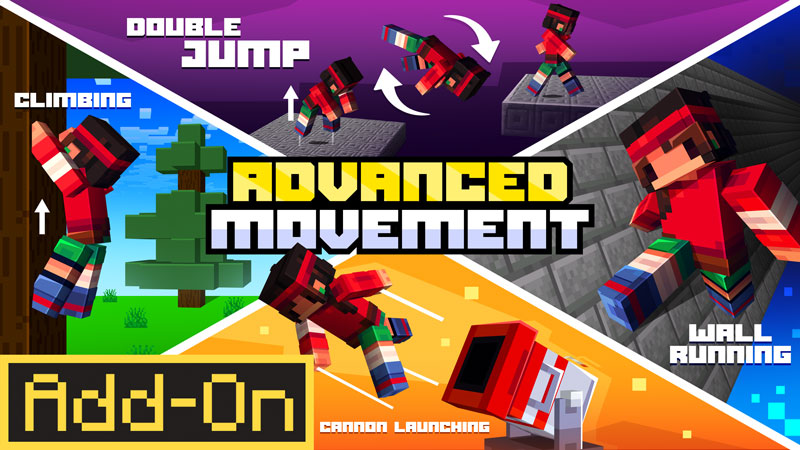 DOUBLE
JUMP
CLIMBING
ADVANCED
MOVEMENT
WALL
RUNNING
Add-On
CANNON LAUNCHING